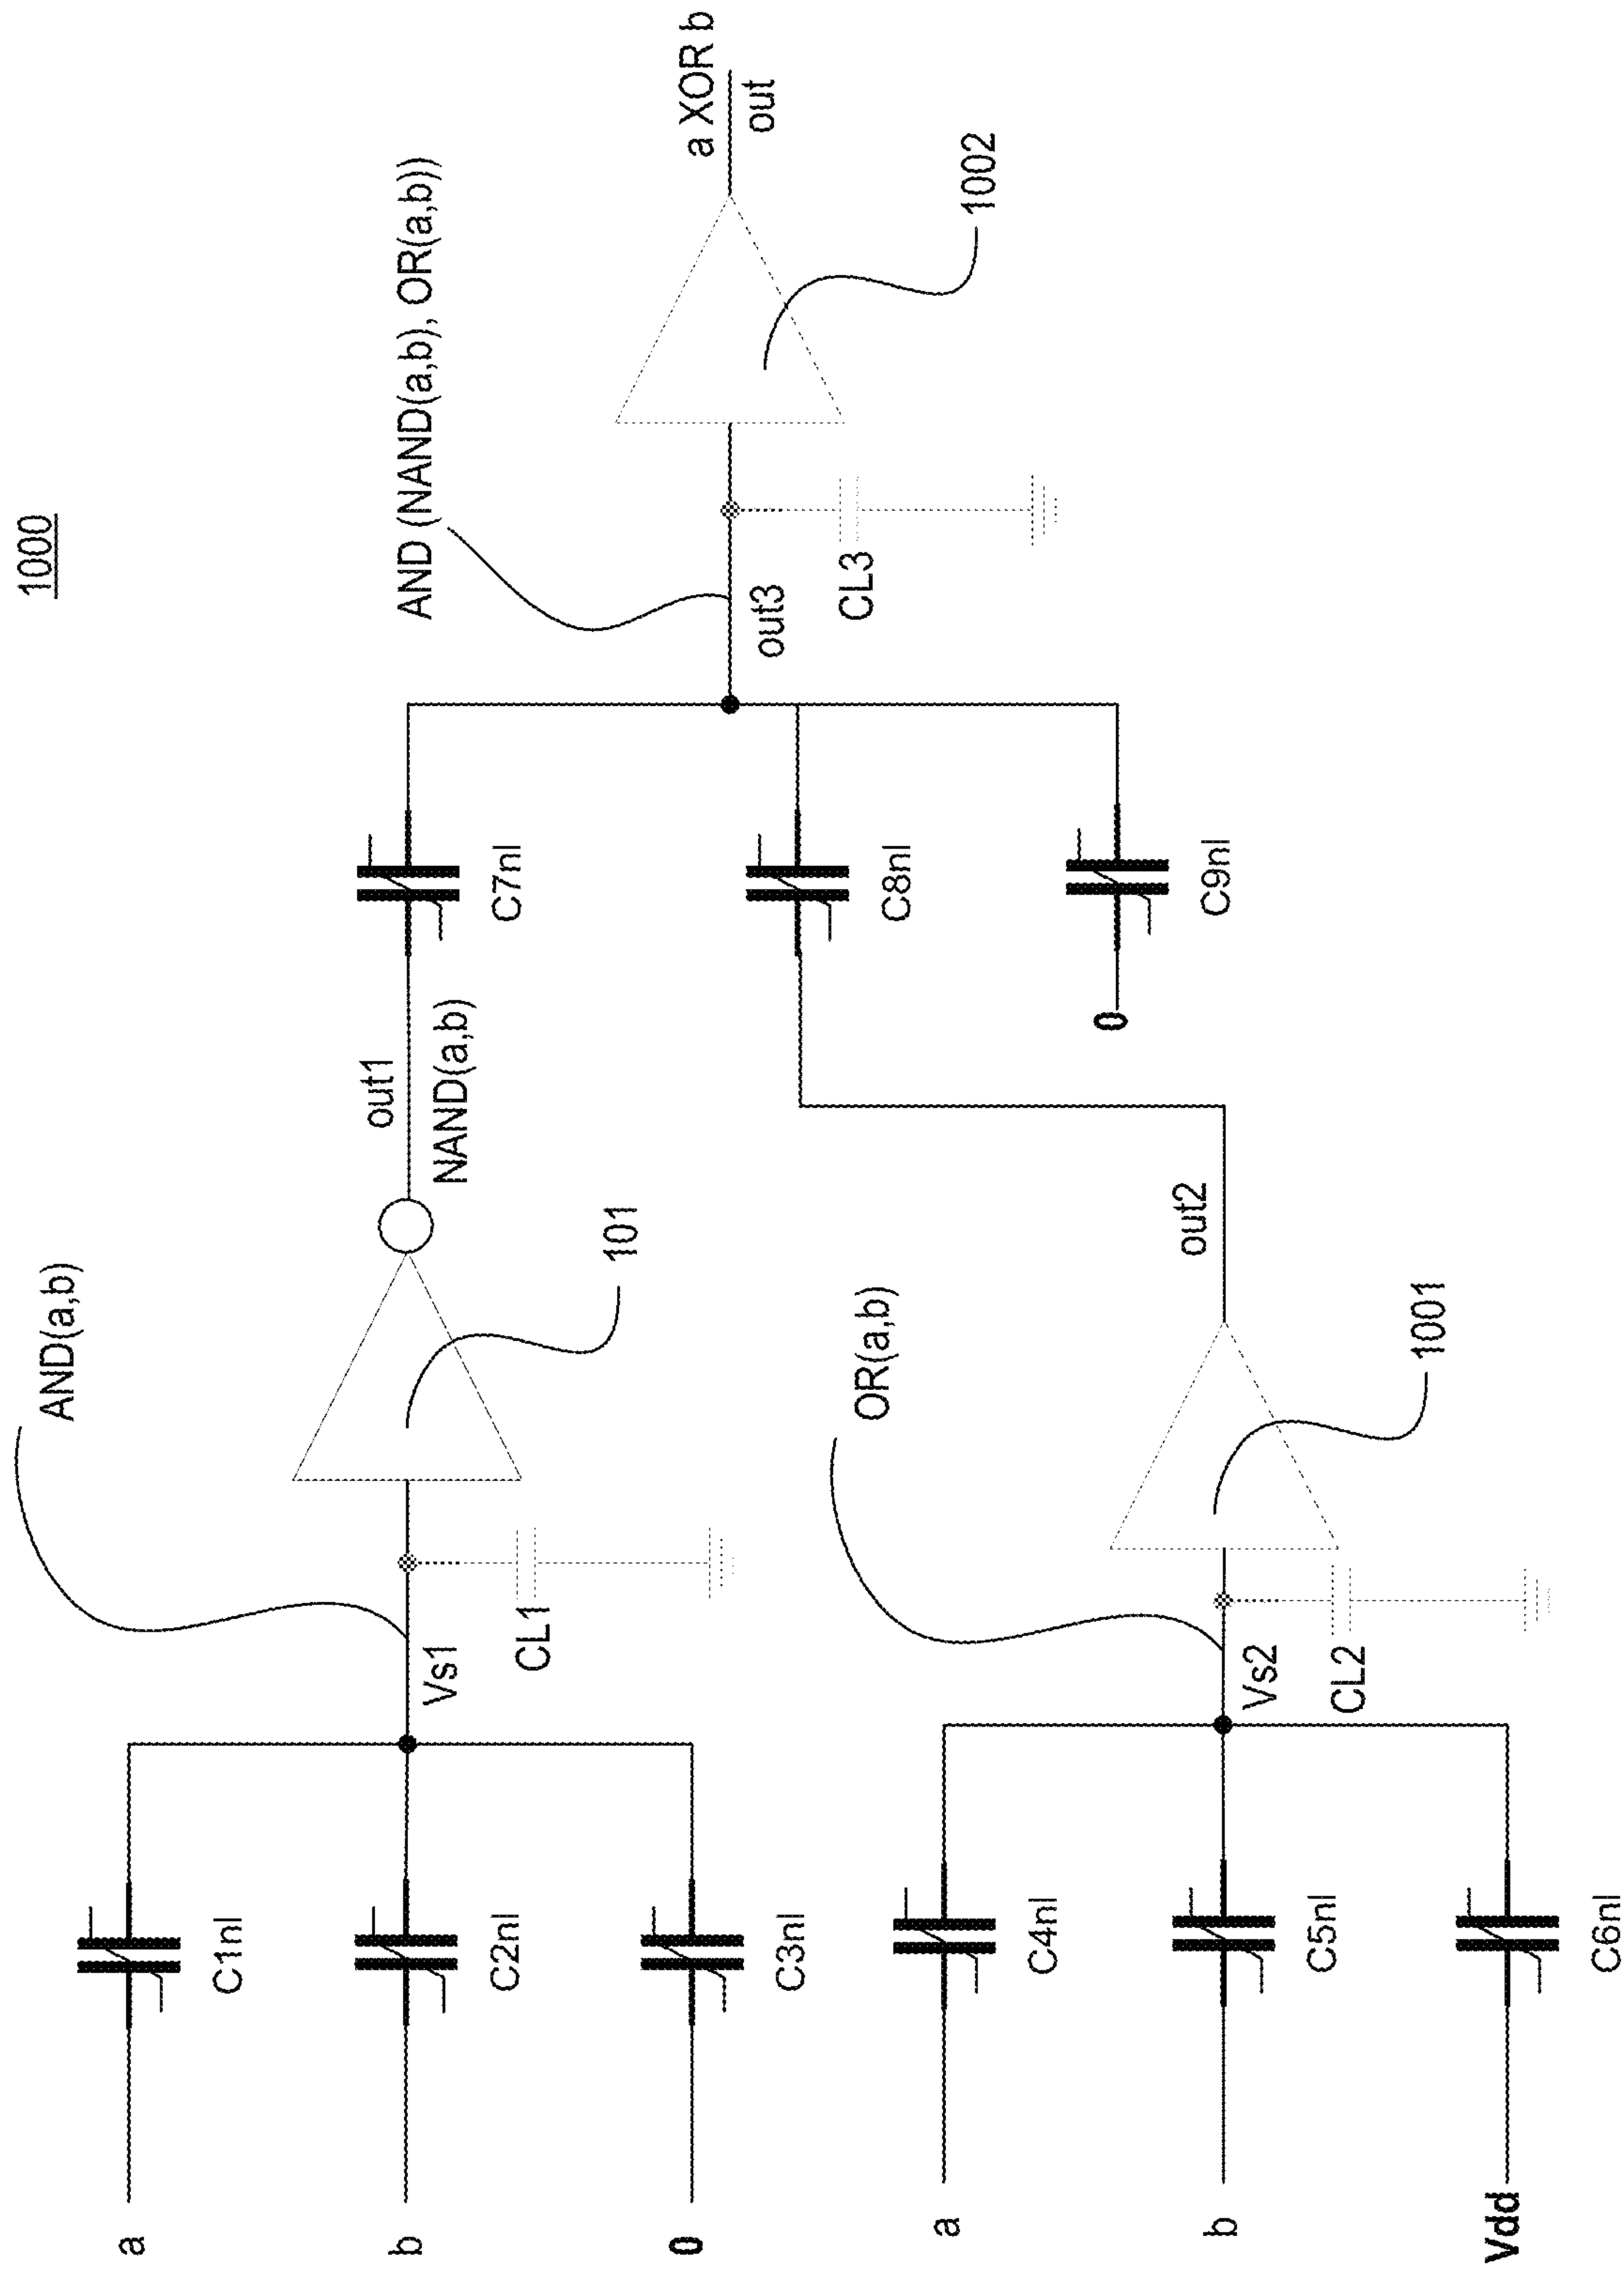 1000
a
C1nl
b
C2nl
0
C3nl
Vs1
CL1
AND(a,b)
101
out1
NAND(a,b)
C7nl
a
C4nl
b
C5nl
Vdd
C6nl
Vs2
CL2
OR(a,b)
1001
out2
C8nl
0
C9nl
out3
AND (NAND(a,b), OR(a,b))
CL3
1002
a XOR b
out